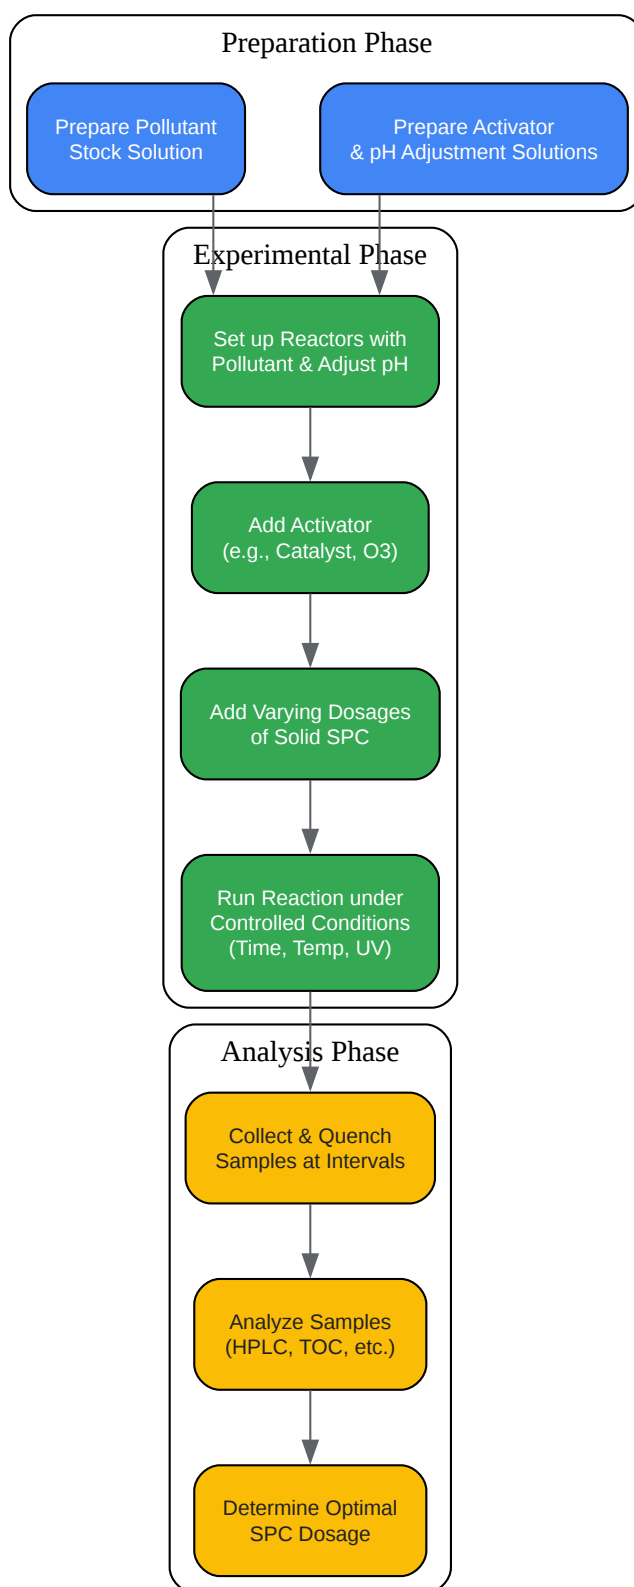 Preparation Phase
Prepare Pollutant
Stock Solution
Prepare Activator
& pH Adjustment Solutions
Experimental Phase
Set up Reactors with
Pollutant & Adjust pH
Add Activator
(e.g., Catalyst, O3)
Add Varying Dosages
of Solid SPC
Run Reaction under
Controlled Conditions
(Time, Temp, UV)
Analysis Phase
Collect & Quench
Samples at Intervals
Analyze Samples
(HPLC, TOC, etc.)
Determine Optimal
SPC Dosage